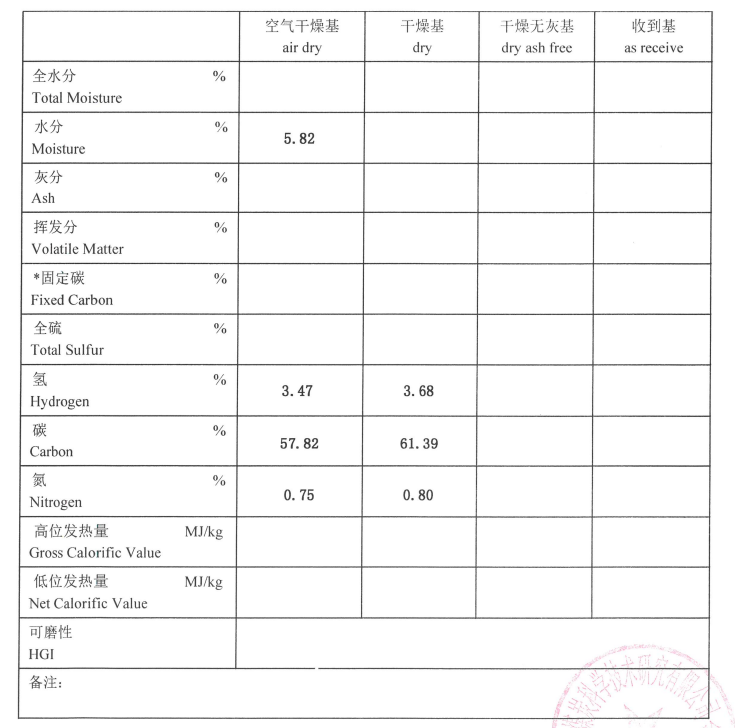 空气干燥基 干燥基 干燥无灰基 收到基
air dry dry dry ash free as receive
全水分 %
Total Moisture
水分 %
Moisture 5.82
灰分 %
Ash
挥发分 %
Volatile Matter
*固定碳 %
Fixed Carbon
全硫 %
Total Sulfur
氢 %
Hydrogen 3.47 3.68
碳 %
Carbon 57.82 61.39
氮 %
Nitrogen 0.75 0.80
高位发热量 MJ/kg
Gross Calorific Value
低位发热量 MJ/kg
Net Calorific Value
可磨性
HGI
备注:
科学技术研究有限公司